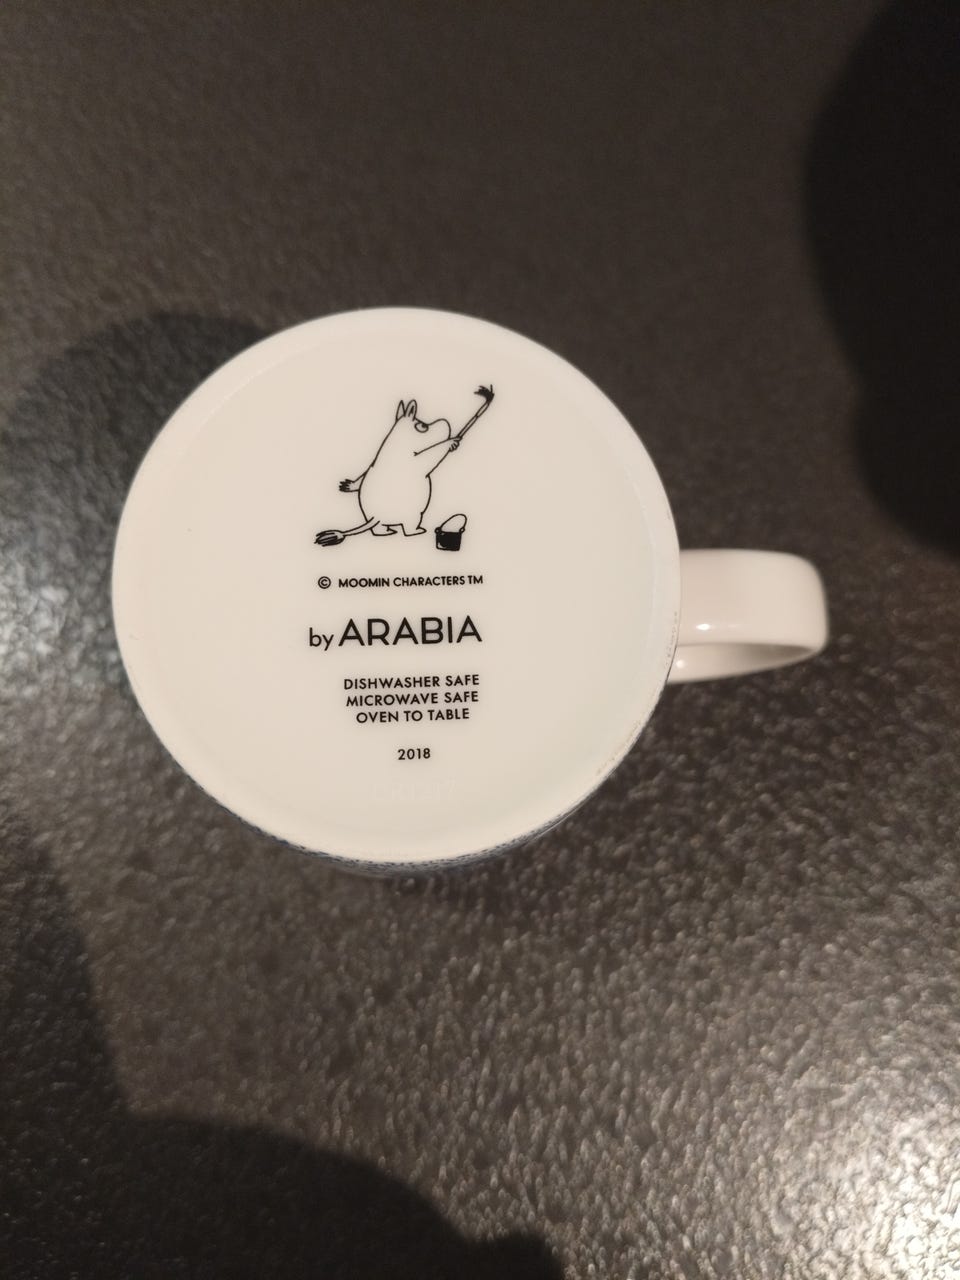 © MOOMIN CHARACTERS TM
by ARABIA
DISHWASHER SAFE
MICROWAVE SAFE
OVEN TO TABLE
2018